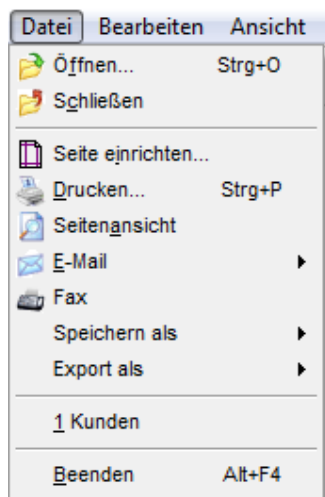 Datei Bearbeiten Ansicht
Öffnen... Strg+O
Schließen
Seite einrichten...
Drucken... Strg+P
Seitenansicht
E-Mail
Fax
Speichern als
Export als
1 Kunden
Beenden Alt+F4